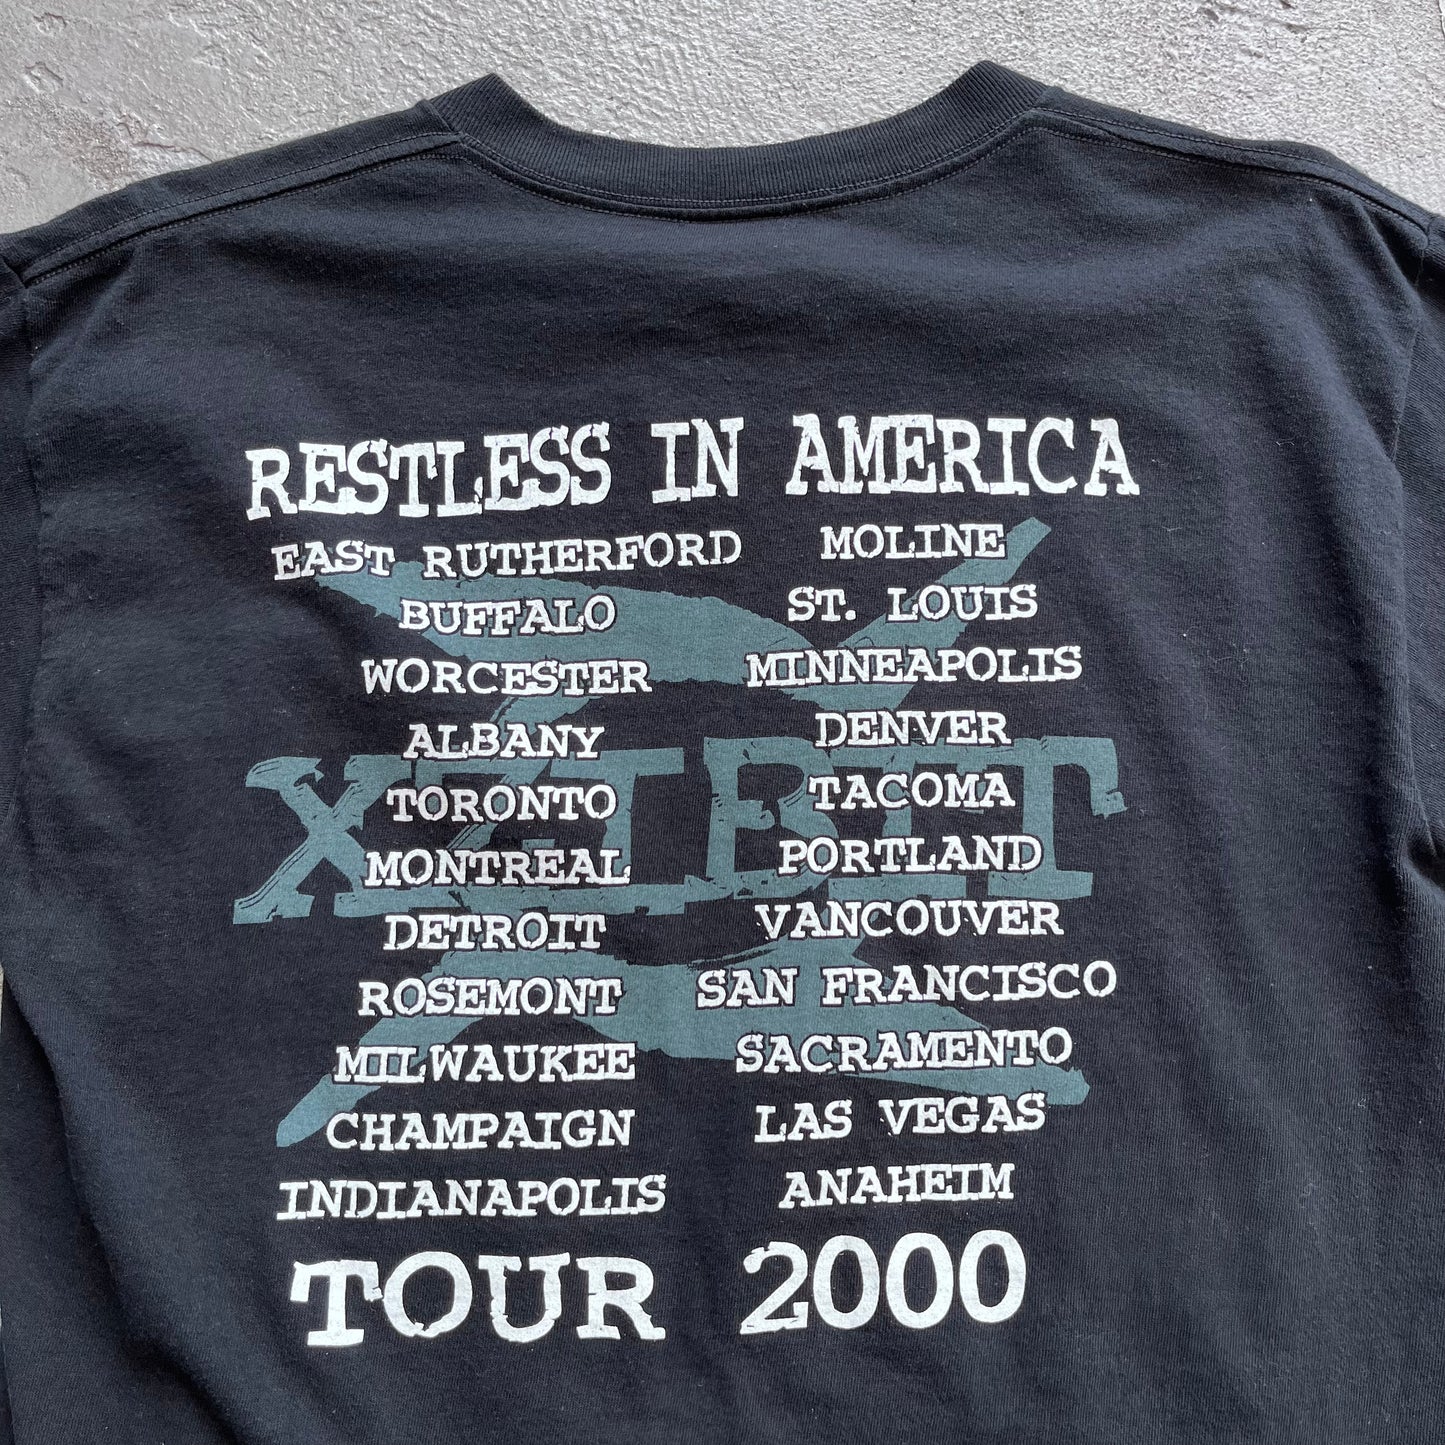 RESTLESS IN AMERICA
EAST RUTHERFORD
BUFFALO
WORCESTER
ALBANY
TORONTO
MONTREAL
DETROIT
ROSEMONT
MILWAUKEE
CHAMPAIGN
INDIANAPOLIS
MOLINE
ST. LOUIS
MINNEAPOLIS
DENVER
TACOMA
PORTLAND
VANCOUVER
SAN FRANCISCO
SACRAMENTO
LAS VEGAS
ANAHEIM
XZIBIT
TOUR 2000